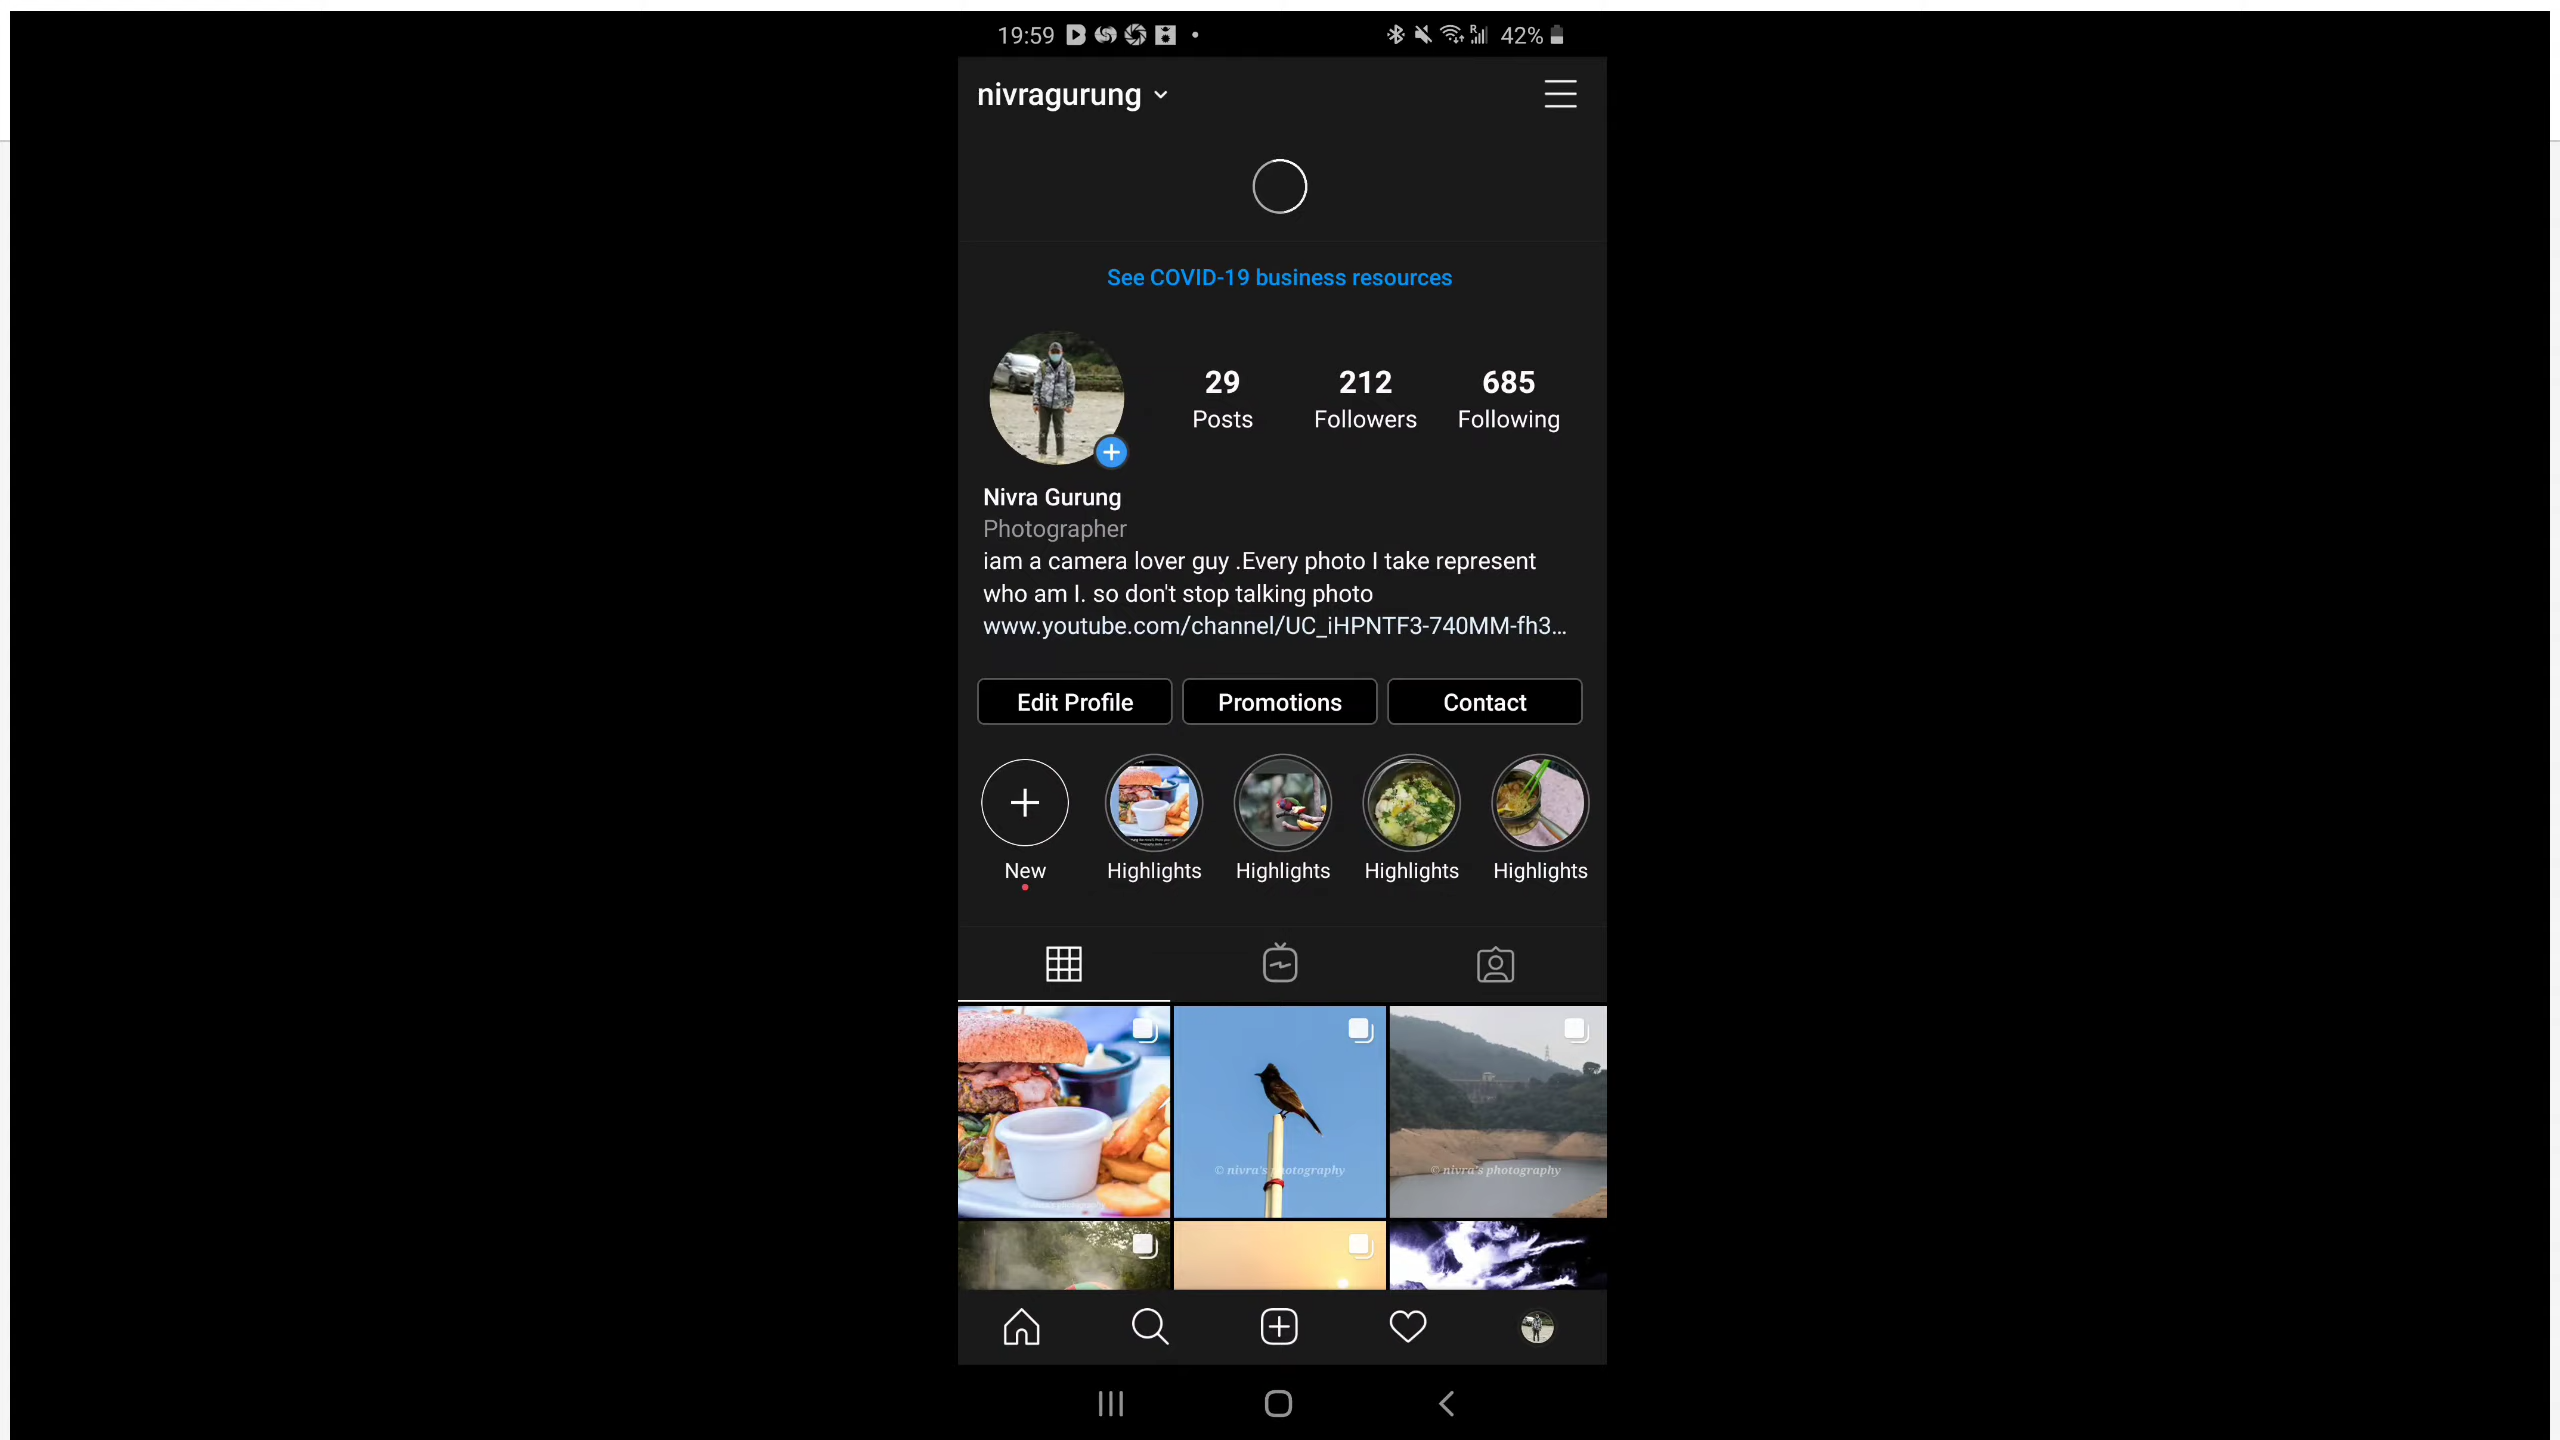 19:59
42%
nivragurung
See COVID-19 business resources
29
212
685
Posts
Followers
Following
Nivra Gurung
Photographer
iam a camera lover guy .Every photo I take represent
who am I. so don't stop talking photo
www.youtube.com/channel/UC_iHPNTF3-740MM-fh3...
Edit Profile
Promotions
Contact
New
Highlights
Highlights
Highlights
Highlights
© nivra's photography
© nivra's photography